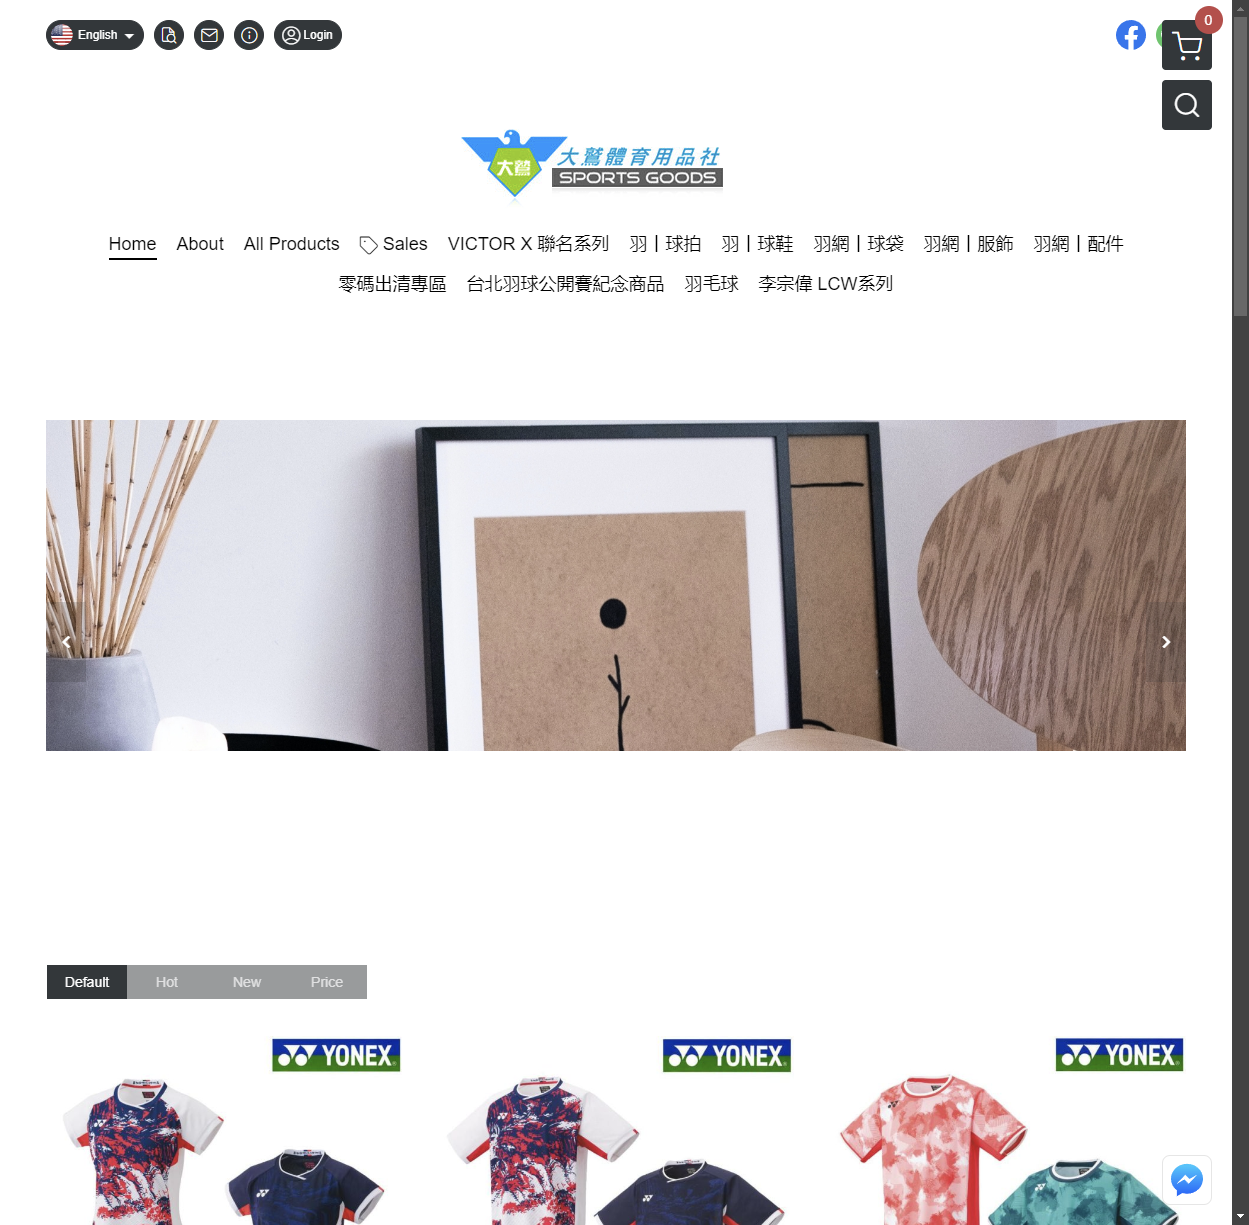 English
Login
0
大鷲
大鷲體育用品社
SPORTS GOODS
Home About All Products Sales VICTOR X 聯名系列 羽┃球拍 羽┃球鞋 羽網┃球袋 羽網┃服飾 羽網┃配件
零碼出清專區 台北羽球公開賽紀念商品 羽毛球 李宗偉 LCW系列
Default Hot New Price
YONEX YONEX YONEX